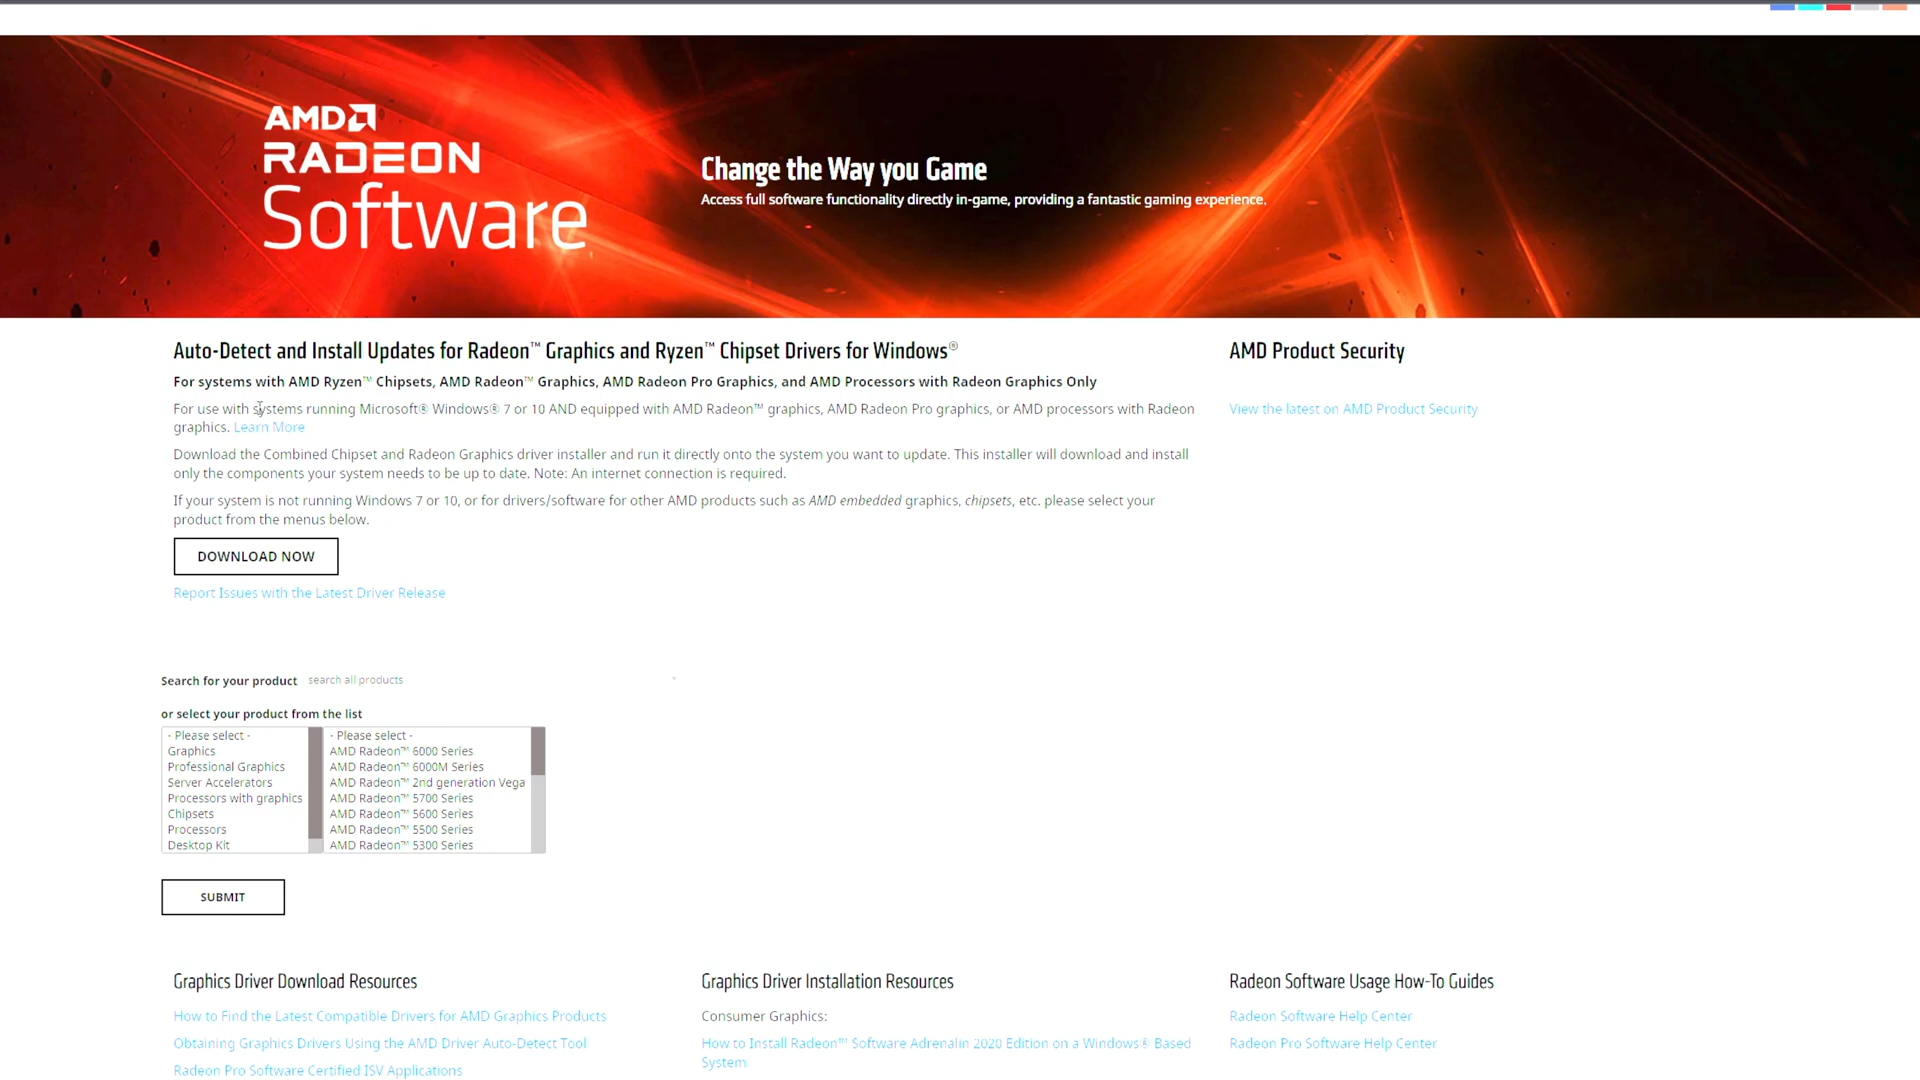 AMD
RADEON
Software
Change the Way you Game
Access full software functionality directly in-game, providing a fantastic gaming experience.
Auto-Detect and Install Updates for Radeon™ Graphics and Ryzen™ Chipset Drivers for Windows®
For systems with AMD Ryzen™ Chipsets, AMD Radeon™ Graphics, AMD Radeon Pro Graphics, and AMD Processors with Radeon Graphics Only
For use with systems running Microsoft® Windows® 7 or 10 AND equipped with AMD Radeon™ graphics, AMD Radeon Pro graphics, or AMD processors with Radeon
graphics. Learn More
Download the Combined Chipset and Radeon Graphics driver installer and run it directly onto the system you want to update. This installer will download and install
only the components your system needs to be up to date. Note: An internet connection is required.
If your system is not running Windows 7 or 10, or for drivers/software for other AMD products such as AMD embedded graphics, chipsets, etc. please select your
product from the menus below.
DOWNLOAD NOW
Report Issues with the Latest Driver Release
AMD Product Security
View the latest on AMD Product Security
Search for your product search all products
or select your product from the list
- Please select -
Graphics
Professional Graphics
Server Accelerators
Processors with graphics
Chipsets
Processors
Desktop Kit
- Please select -
AMD Radeon™ 6000 Series
AMD Radeon™ 6000M Series
AMD Radeon™ 2nd generation Vega
AMD Radeon™ 5700 Series
AMD Radeon™ 5600 Series
AMD Radeon™ 5500 Series
AMD Radeon™ 5300 Series
SUBMIT
Graphics Driver Download Resources
How to Find the Latest Compatible Drivers for AMD Graphics Products
Obtaining Graphics Drivers Using the AMD Driver Auto-Detect Tool
Radeon Pro Software Certified ISV Applications
Graphics Driver Installation Resources
Consumer Graphics:
How to Install Radeon™ Software Adrenalin 2020 Edition on a Windows® Based
System
Radeon Software Usage How-To Guides
Radeon Software Help Center
Radeon Pro Software Help Center